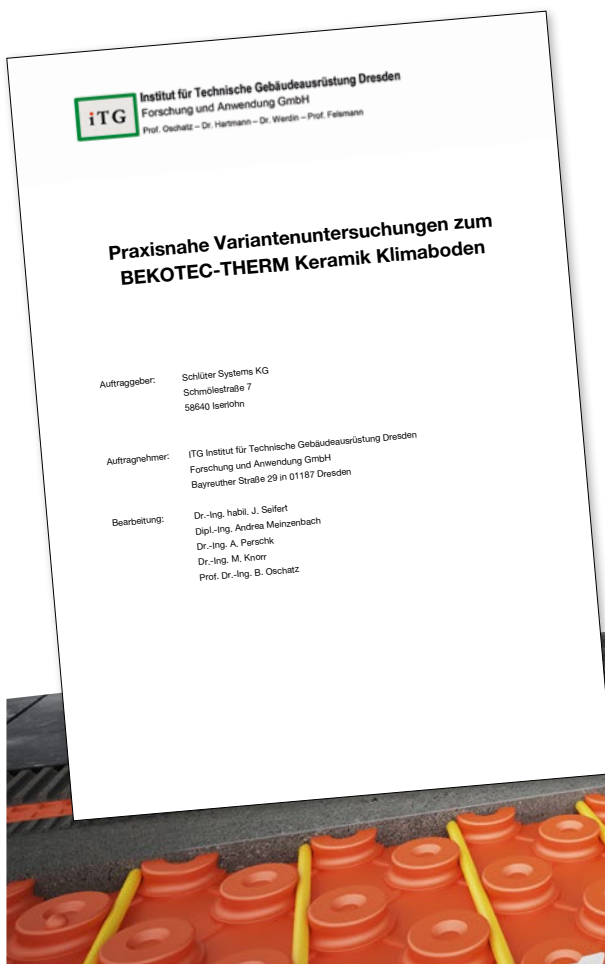 iTG
Institut für Technische Gebäudeausrüstung Dresden
Forschung und Anwendung GmbH
Prof. Oschatz – Dr. Hartmann – Dr. Werdin – Prof. Felsmann
Praxisnahe Variantenuntersuchungen zum
BEKOTEC-THERM Keramik Klimaboden
Auftraggeber: Schlüter Systems KG
Schmölestraße 7
58640 Iserlohn
Auftragnehmer: ITG Institut für Technische Gebäudeausrüstung Dresden
Forschung und Anwendung GmbH
Bayreuther Straße 29 in 01187 Dresden
Bearbeitung: Dr.-Ing. habil. J. Seifert
Dipl.-Ing. Andrea Meinzenbach
Dr.-Ing. A. Perschk
Dr.-Ing. M. Knorr
Prof. Dr.-Ing. B. Oschatz